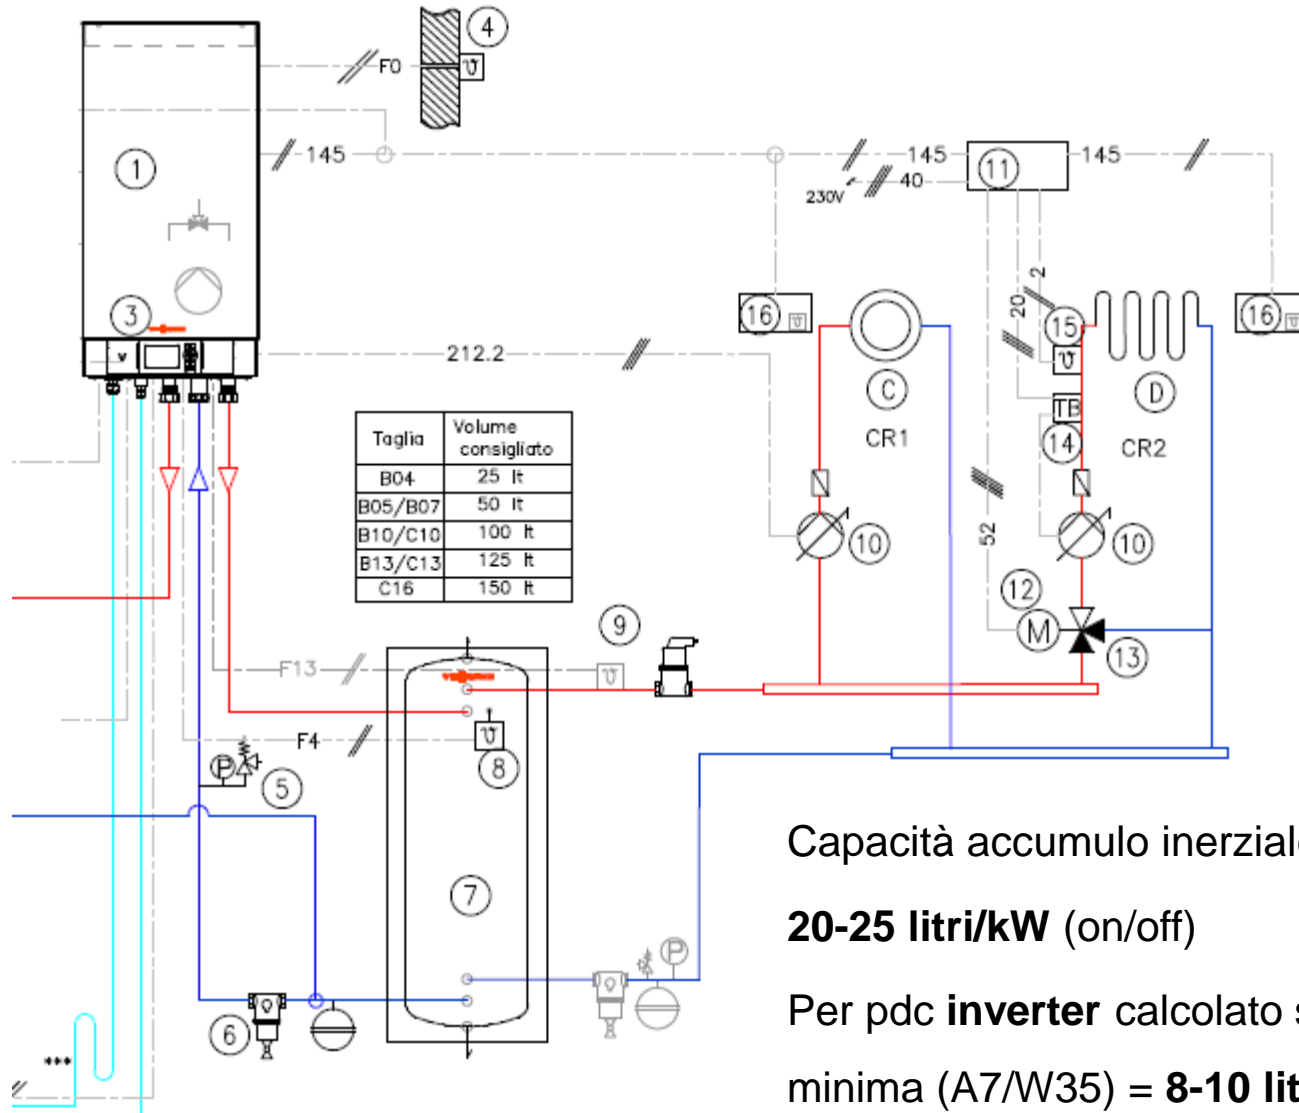 4
F0
1
145
145
11
145
230V
40
2
20
3
16
15
16
212.2
C
D
TB
CR1
14
CR2
Taglia Volume consigliato
B04 25 lt
B05/B07 50 lt
B10/C10 100 lt
B13/C13 125 lt
C16 150 lt
10
52
10
12
9
M
13
F13
F4
8
P
5
7
P
6
***
Capacità accumulo inerziale
20-25 litri/kW (on/off)
Per pdc inverter calcolato
minima (A7/W35) = 8-10